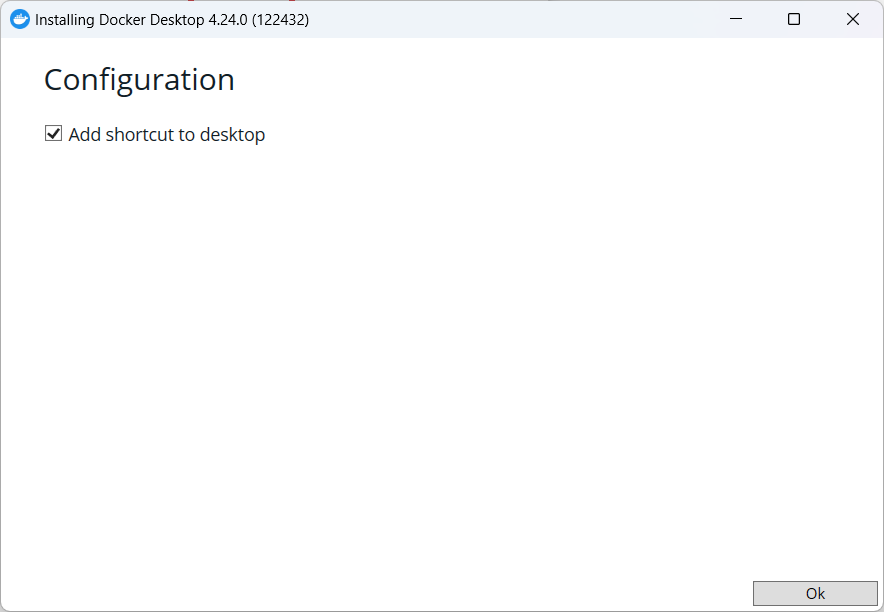 Installing Docker Desktop 4.24.0 (122432)
Configuration
Add shortcut to desktop
Ok